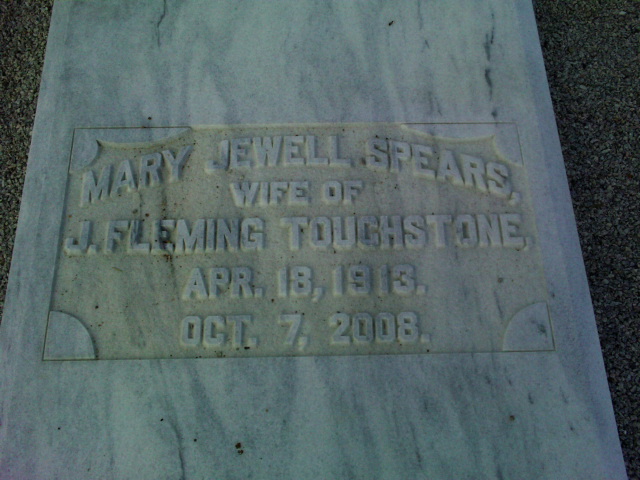 MARY JEWELL SPEARS,
WIFE OF
J. FLEMING TOUCHSTONE,
APR. 18, 1913.
OCT. 7, 2008.